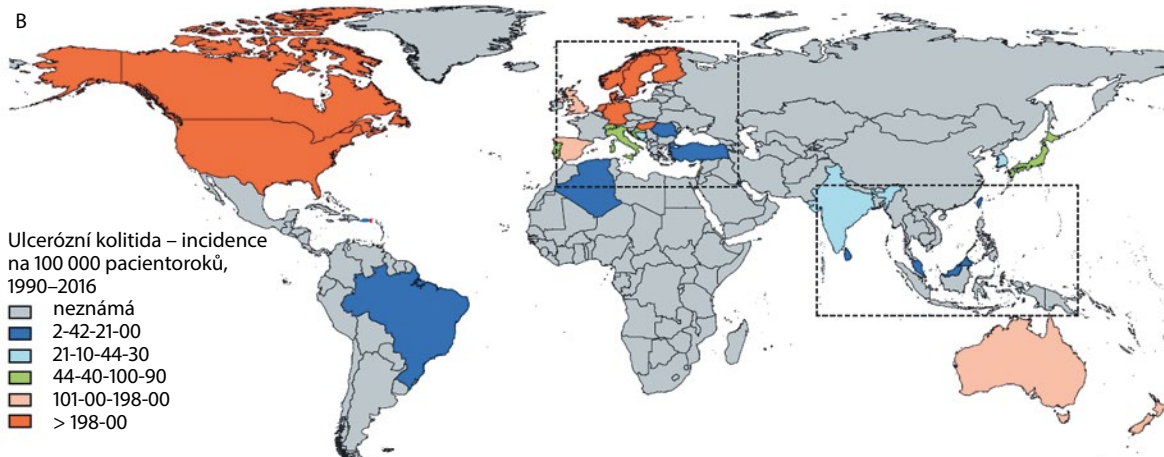 B
Ulcerózní kolitida – incidence
na 100 000 pacientoroků,
1990–2016
neznámá
2-42-21-00
21-10-44-30
44-40-100-90
101-00-198-00
> 198-00